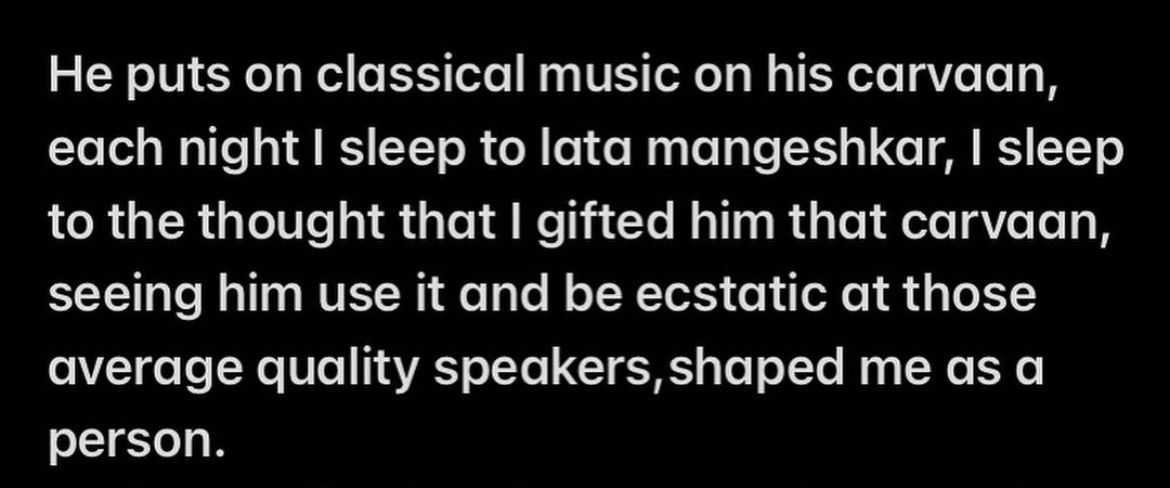 He puts on classical music on his carvaan,
each night I sleep to lata mangeshkar, I sleep
to the thought that I gifted him that carvaan,
seeing him use it and be ecstatic at those
average quality speakers,shaped me as a
person.